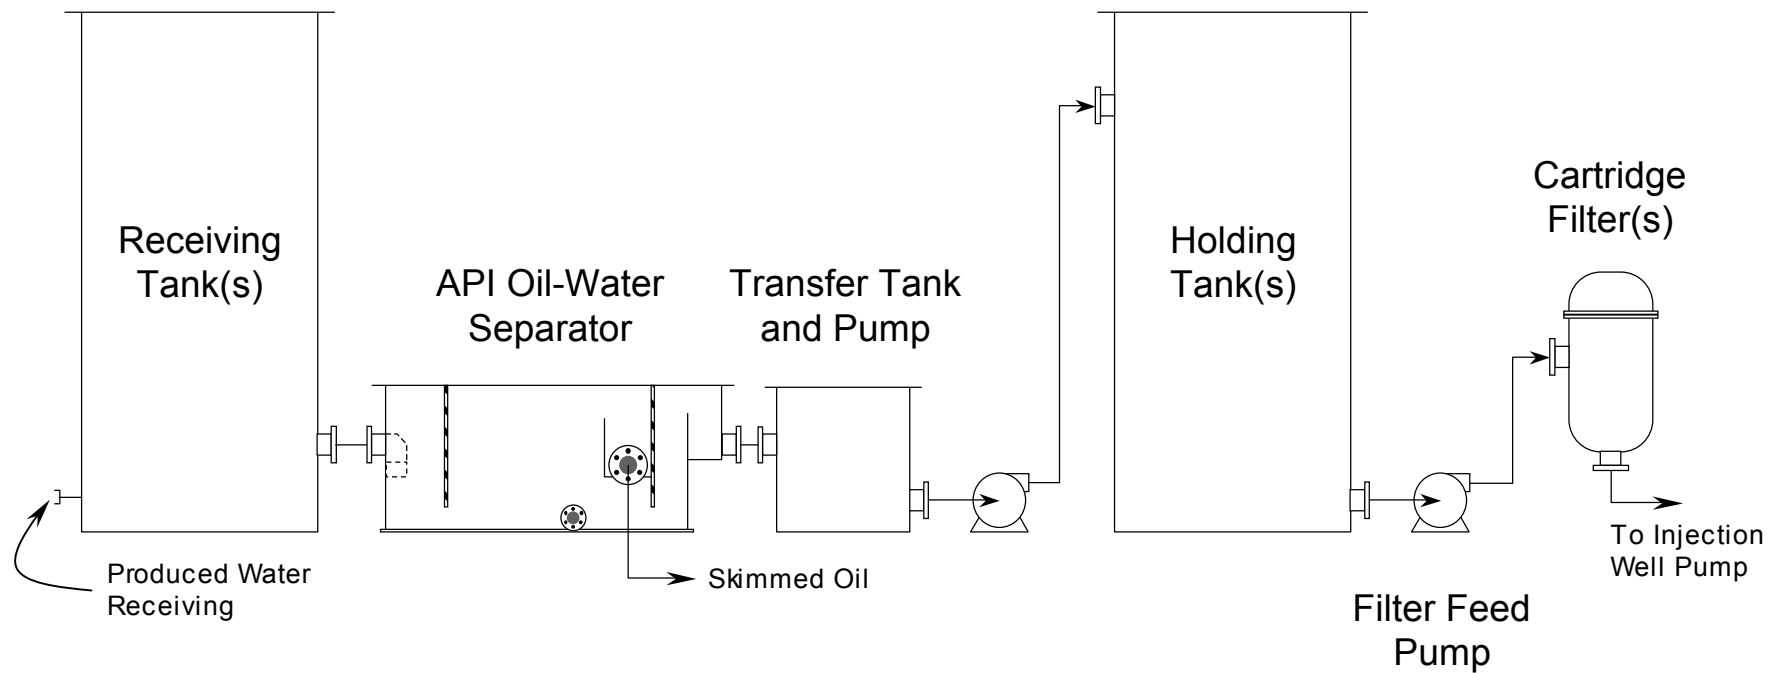 Receiving
Tank(s)
API Oil-Water
Separator
Transfer Tank
and Pump
Holding
Tank(s)
Cartridge
Filter(s)
Produced Water
Receiving
Skimmed Oil
To Injection
Well Pump
Filter Feed
Pump